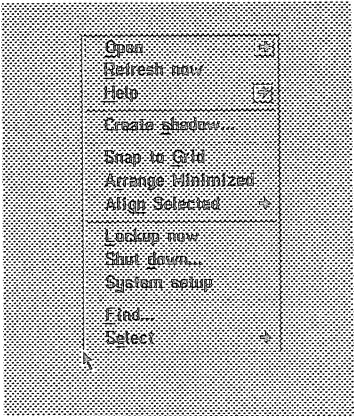 Open
Refresh now
Help
Create shadow...
Snap to Grid
Arrange Minimized
Align Selected
Lockup now
Shut down...
System setup
Find...
Select